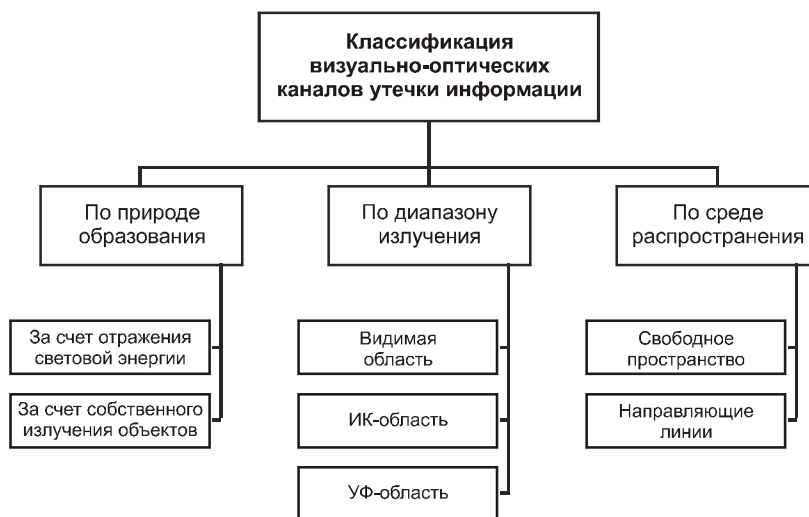 Классификация
визуально-оптических
каналов утечки информации
По природе
образования
По диапазону
излучения
По среде
распространения
За счет отражения
световой энергии
За счет собственного
излучения объектов
Видимая
область
ИК-область
УФ-область
Свободное
пространство
Направляющие
линии